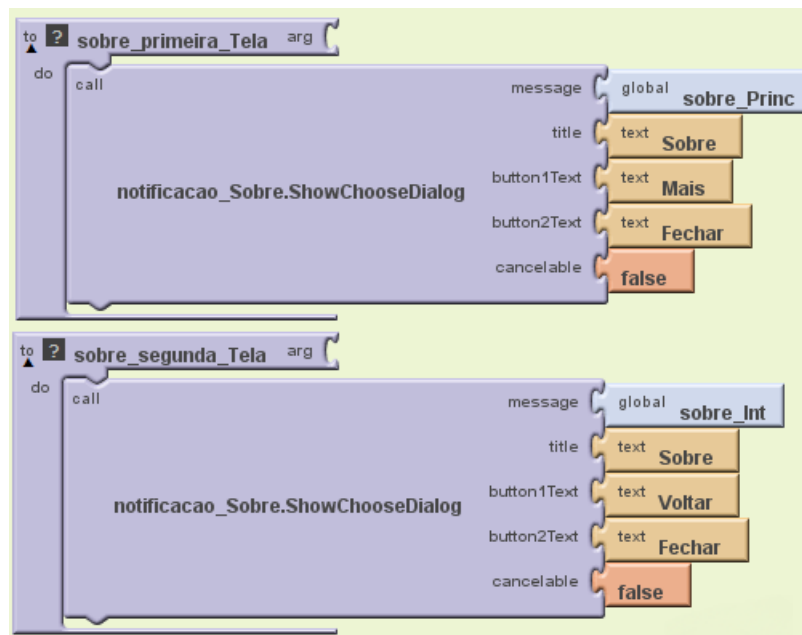 to ? sobre_primeira_Tela arg
do
call
message global sobre_Princ
title text Sobre
notificacao_Sobre.ShowChooseDialog
button1Text text Mais
button2Text text Fechar
cancelable false
to ? sobre_segunda_Tela arg
do
call
message global sobre_Int
title text Sobre
notificacao_Sobre.ShowChooseDialog
button1Text text Voltar
button2Text text Fechar
cancelable false